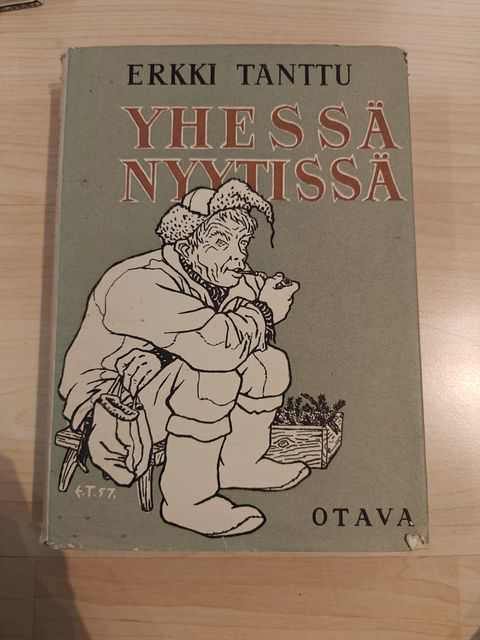 ERKKI TANTTU
YHESSÄ
NYYTISSÄ
E.T. 57.
OTAVA